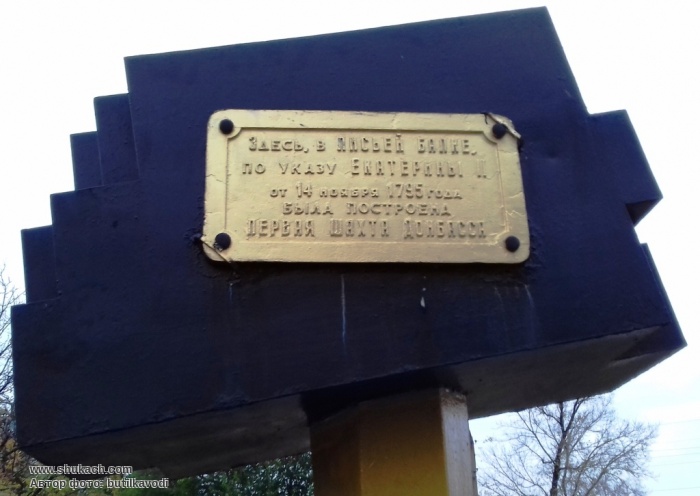 Здесь, в Лисьей балке,
по указу Екатерины II
от 14 ноября 1795 года
была построена
первая шахта Донбасса
www.shukach.com
Автор фото: butilkavodi